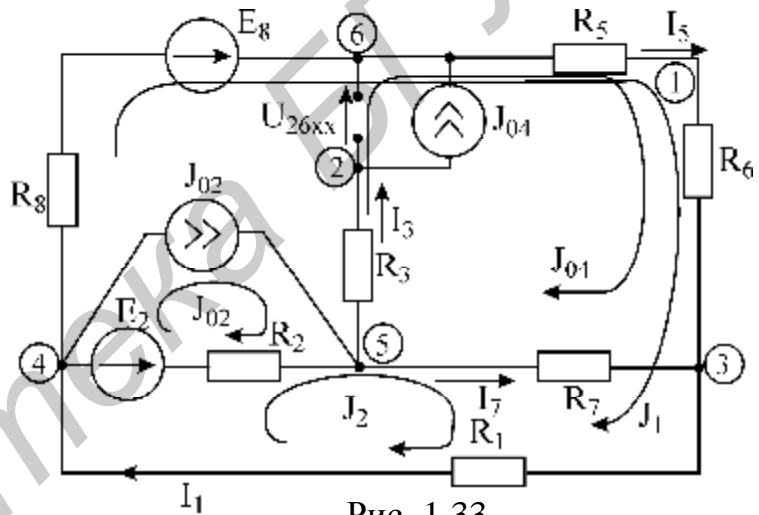 E₈
6
R₅
I₅
1
U₂₆ₓₓ
J₀₄
2
R₆
R₈
J₀₂
I₃
R₃
J₀₄
J₀₂
E₂
R₂
4
5
3
I₇
R₇
J₂
J₁
R₁
I₁
Рис. 1.33